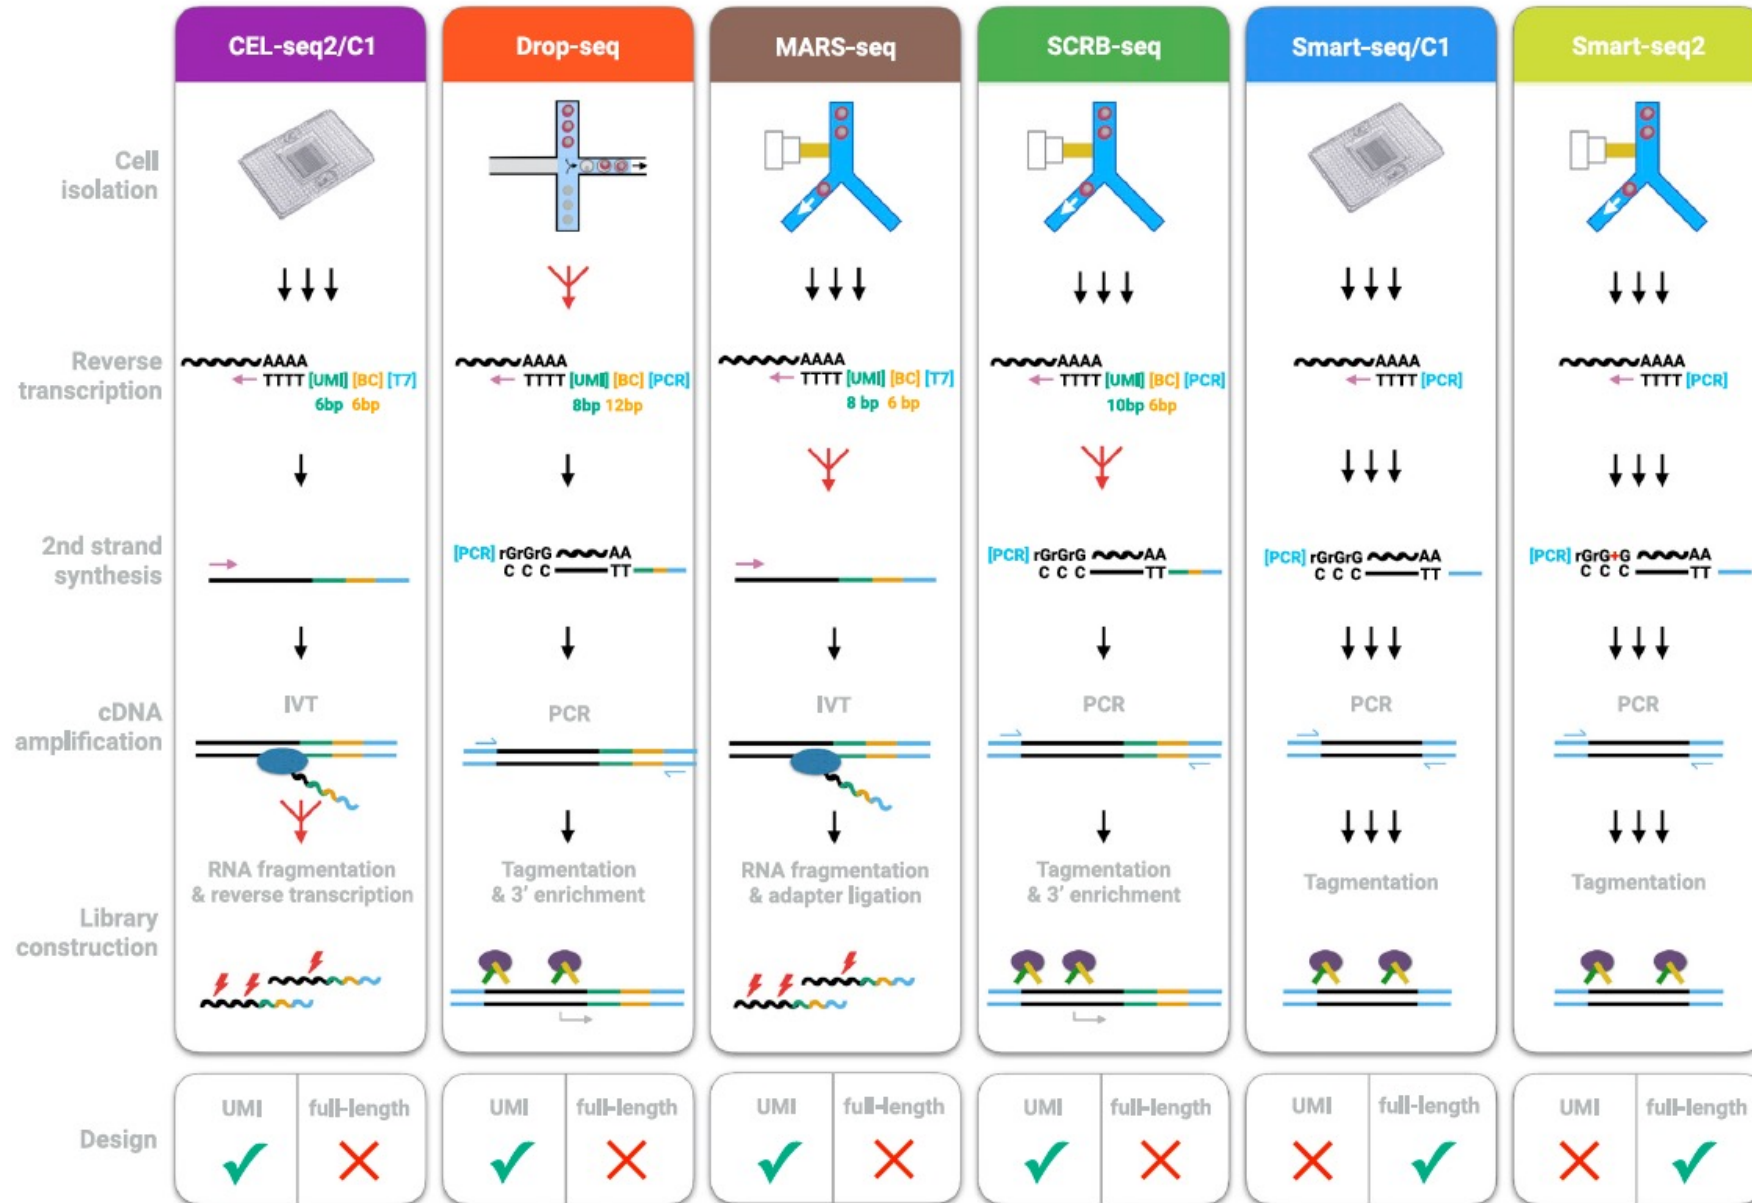 CEL-seq2/C1
Drop-seq
MARS-seq
SCRB-seq
Smart-seq/C1
Smart-seq2
Cell
isolation
Reverse
transcription
AAAA
TTTT [UMI] [BC] [T7]
6bp 6bp
AAAA
TTTT [UMI] [BC] [PCR]
8bp 12bp
AAAA
TTTT [UMI] [BC] [T7]
8 bp 6 bp
AAAA
TTTT [UMI] [BC] [PCR]
10bp 6bp
AAAA
TTTT [PCR]
AAAA
TTTT [PCR]
2nd strand
synthesis
[PCR] rGrGrG AA
C C C TT
[PCR] rGrGrG AA
C C C TT
[PCR] rGrGrG AA
C C C TT
[PCR] rGrG+G AA
C C C TT
cDNA
amplification
IVT
PCR
IVT
PCR
PCR
PCR
Library
construction
RNA fragmentation
& reverse transcription
Tagmentation
& 3' enrichment
RNA fragmentation
& adapter ligation
Tagmentation
& 3' enrichment
Tagmentation
Tagmentation
Design
UMI full-length
UMI full-length
UMI full-length
UMI full-length
UMI full-length
UMI full-length